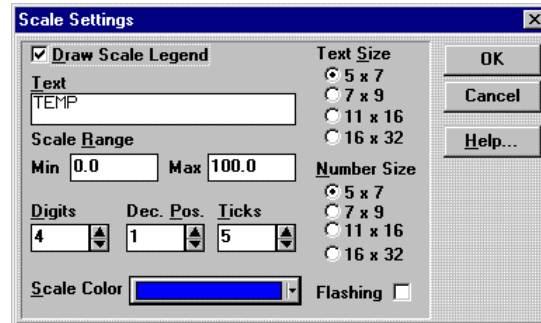 Scale Settings
Draw Scale Legend
Text
TEMP
Scale Range
Min 0.0 Max 100.0
Digits Dec. Pos. Ticks
4 1 5
Scale Color
Text Size
5 x 7
7 x 9
11 x 16
16 x 32
Number Size
5 x 7
7 x 9
11 x 16
16 x 32
Flashing
OK
Cancel
Help...